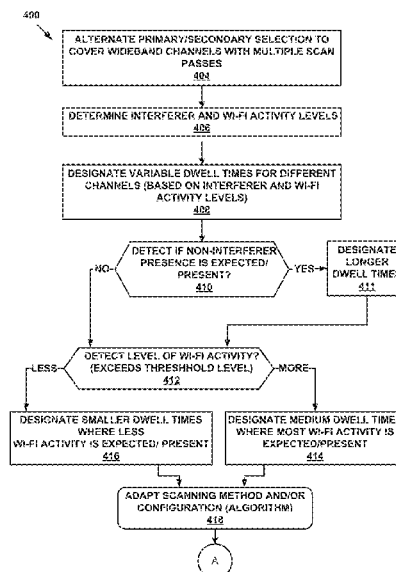 400
ALTERNATE PRIMARY/SECONDARY SELECTION TO
COVER WIDEBAND CHANNELS WITH MULTIPLE SCAN
PASSES
404
DETERMINE INTERFERER AND WI-FI ACTIVITY LEVELS
406
DESIGNATE VARIABLE DWELL TIMES FOR DIFFERENT
CHANNELS (BASED ON INTERFERER AND WI-FI
ACTIVITY LEVELS)
408
DETECT IF NON-INTERFERER
PRESENCE IS EXPECTED/
PRESENT?
410
NO
YES
DESIGNATE
LONGER
DWELL TIMES
411
DETECT LEVEL OF WI-FI ACTIVITY?
(EXCEEDS THRESHHOLD LEVEL)
412
LESS
MORE
DESIGNATE SMALLER DWELL TIMES
WHERE LESS
WI-FI ACTIVITY IS EXPECTED/ PRESENT
416
DESIGNATE MEDIUM DWELL TIMES
WHERE MOST WI-FI ACTIVITY IS
EXPECTED/PRESENT
414
ADAPT SCANNING METHOD AND/OR
CONFIGURATION (ALGORITHM)
418
A